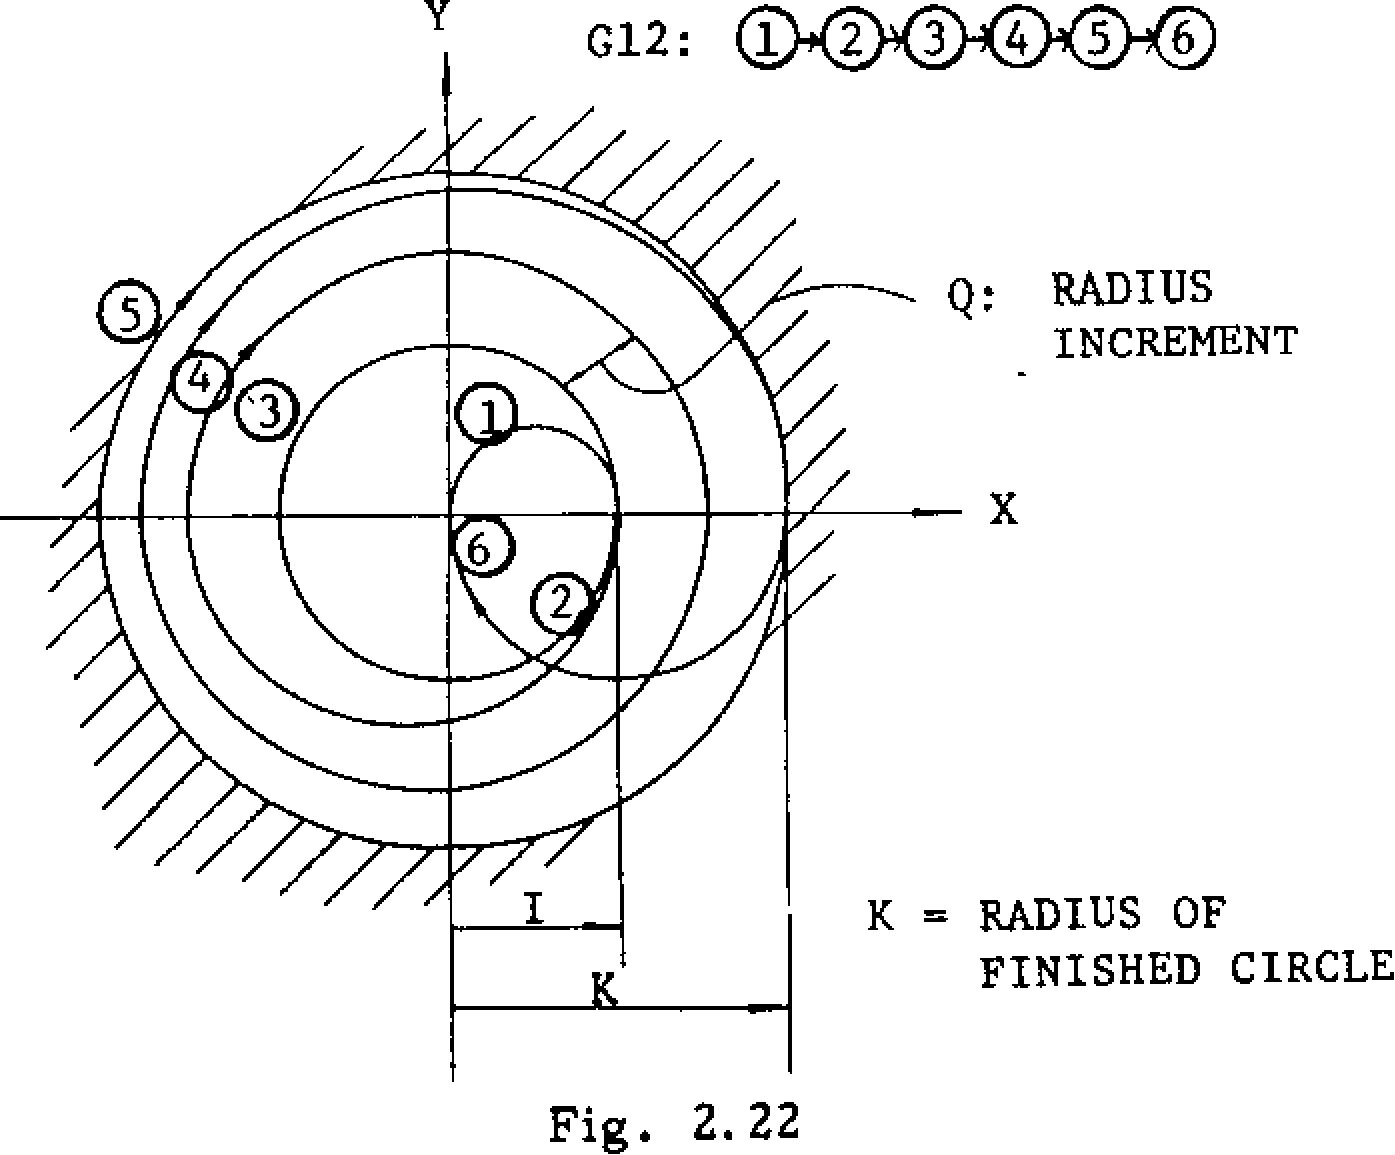 Y
G12: ①→②→③→④→⑤→⑥
Q: RADIUS
INCREMENT
⑤
④
③
①
X
⑥
②
I
K = RADIUS OF
FINISHED CIRCLE
K
Fig. 2.22